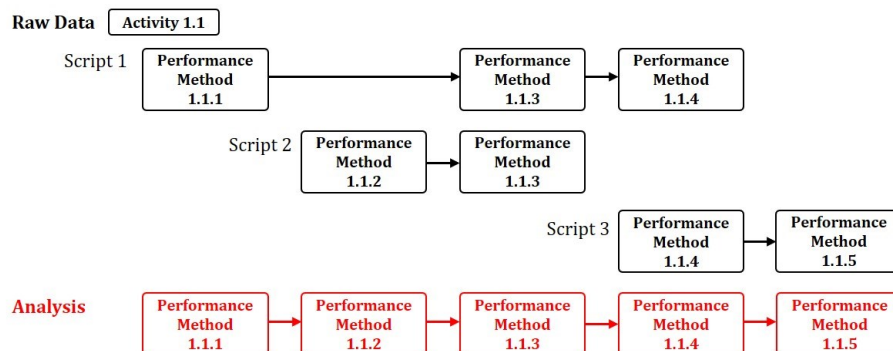 Raw Data Activity 1.1
Script 1
Performance
Method
1.1.1
Performance
Method
1.1.3
Performance
Method
1.1.4
Script 2
Performance
Method
1.1.2
Performance
Method
1.1.3
Script 3
Performance
Method
1.1.4
Performance
Method
1.1.5
Analysis
Performance
Method
1.1.1
Performance
Method
1.1.2
Performance
Method
1.1.3
Performance
Method
1.1.4
Performance
Method
1.1.5